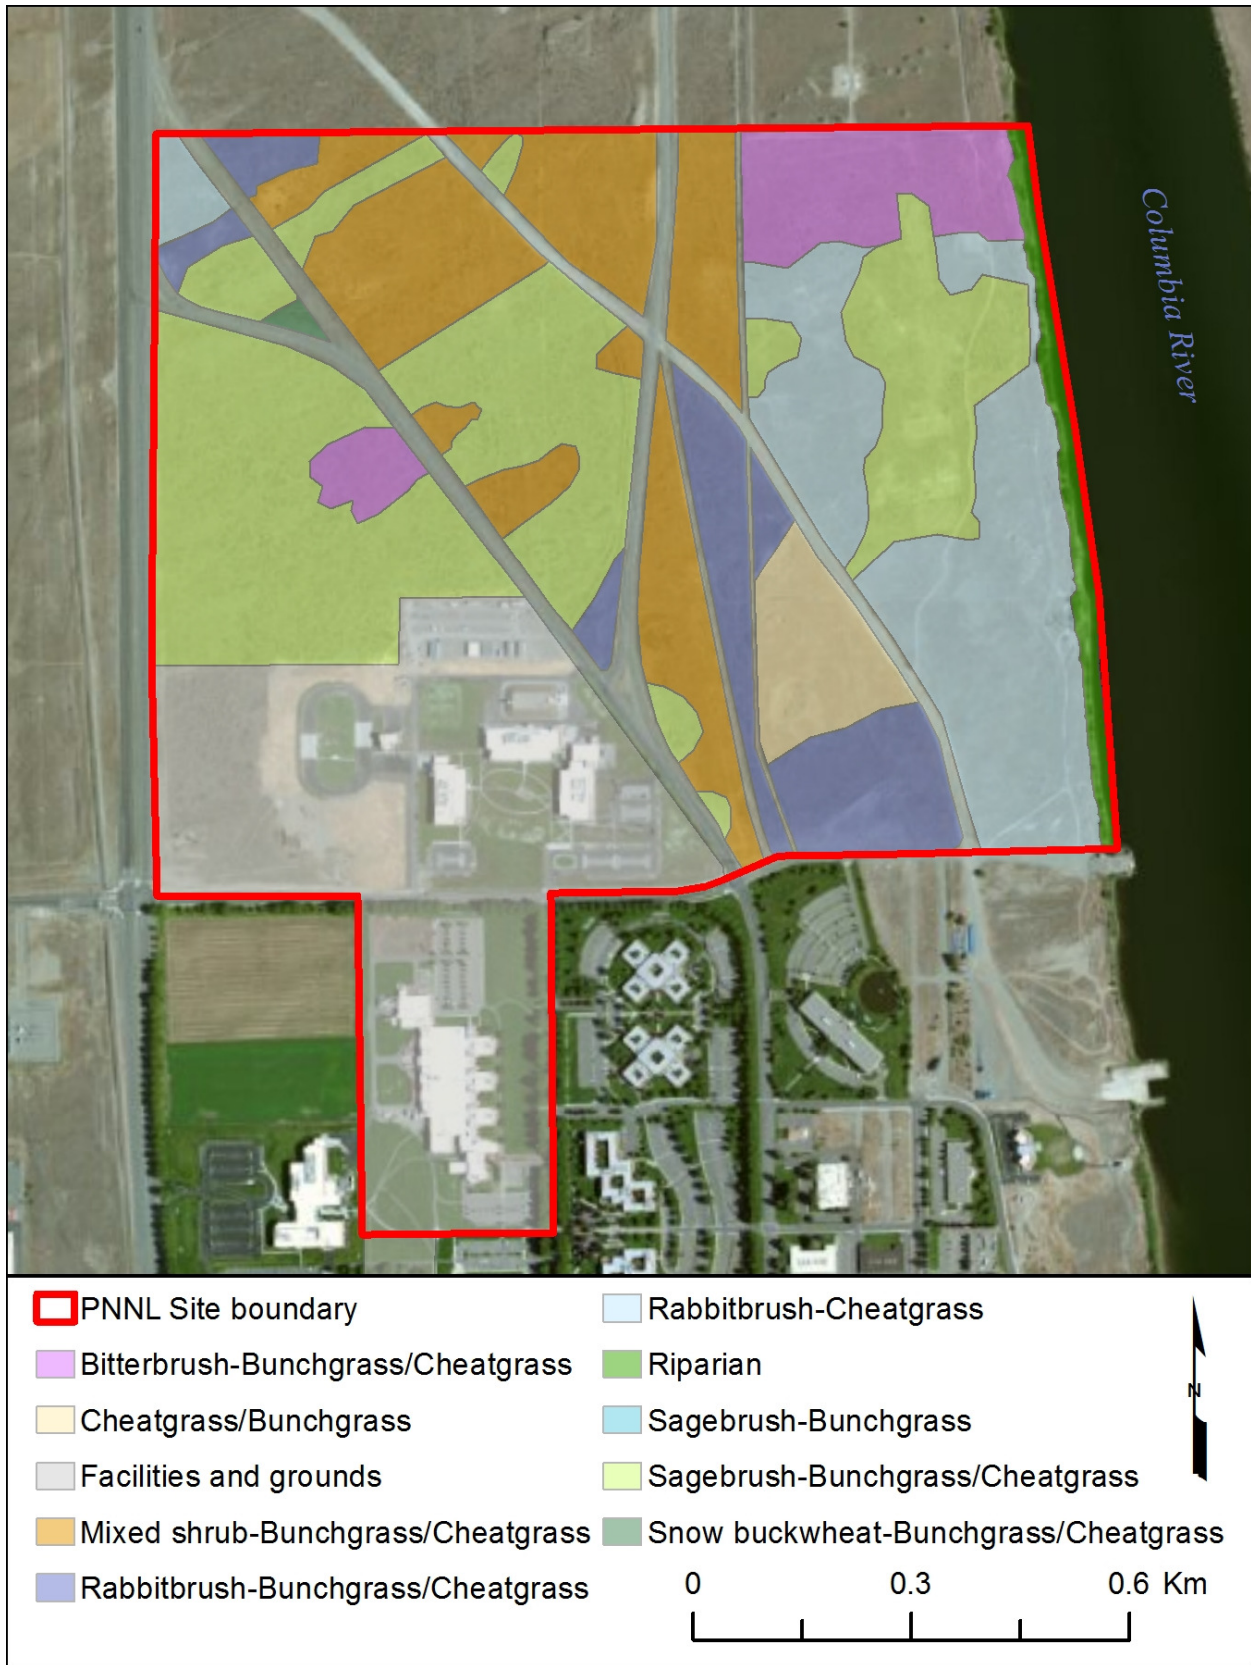 Columbia River
PNNL Site boundary
Bitterbrush-Bunchgrass/Cheatgrass
Cheatgrass/Bunchgrass
Facilities and grounds
Mixed shrub-Bunchgrass/Cheatgrass
Rabbitbrush-Bunchgrass/Cheatgrass
Rabbitbrush-Cheatgrass
Riparian
Sagebrush-Bunchgrass
Sagebrush-Bunchgrass/Cheatgrass
Snow buckwheat-Bunchgrass/Cheatgrass
N
0 0.3 0.6 Km